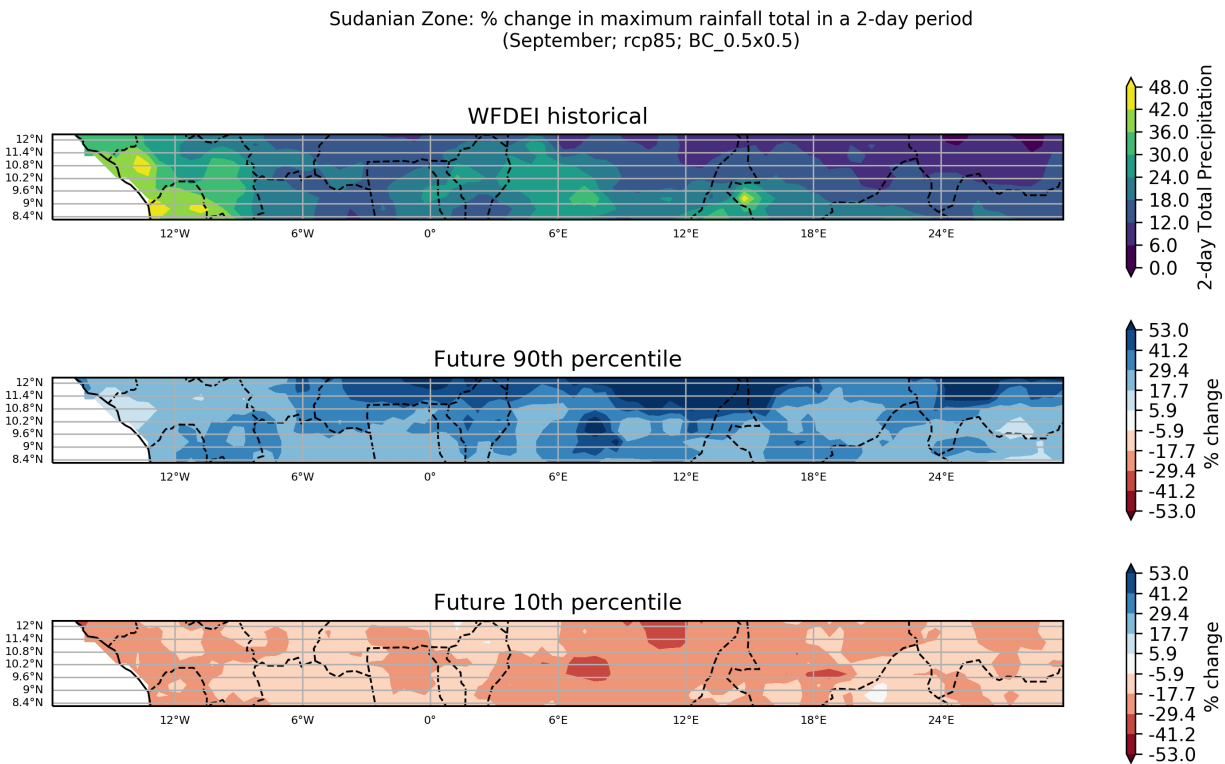 Sudanian Zone: % change in maximum rainfall total in a 2-day period
(September; rcp85; BC_0.5x0.5)
WFDEI historical
12°N
11.4°N
10.8°N
10.2°N
9.6°N
9°N
8.4°N
12°W 6°W 0° 6°E 12°E 18°E 24°E
48.0
42.0
36.0
30.0
24.0
18.0
12.0
6.0
0.0
2-day Total Precipitation
Future 90th percentile
12°N
11.4°N
10.8°N
10.2°N
9.6°N
9°N
8.4°N
12°W 6°W 0° 6°E 12°E 18°E 24°E
53.0
41.2
29.4
17.7
5.9
-5.9
-17.7
-29.4
-41.2
-53.0
% change
Future 10th percentile
12°N
11.4°N
10.8°N
10.2°N
9.6°N
9°N
8.4°N
12°W 6°W 0° 6°E 12°E 18°E 24°E
53.0
41.2
29.4
17.7
5.9
-5.9
-17.7
-29.4
-41.2
-53.0
% change